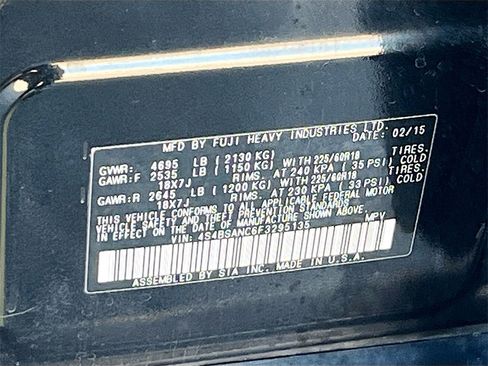 MFD BY FUJI HEAVY INDUSTRIES LTD.
DATE: 02/15
GVWR: 4695 LB (2130 KG)
GAWR:F 2535 LB (1150 KG) WITH 225/60R18 TIRES.
18X7J RIMS. AT 240 KPA ( 35 PSI) COLD
GAWR:R 2645 LB (1200 KG) WITH 225/60R18 TIRES.
18X7J RIMS. AT 230 KPA ( 33 PSI) COLD
THIS VEHICLE CONFORMS TO ALL APPLICABLE FEDERAL MOTOR
VEHICLE SAFETY AND THEFT PREVENTION STANDARDS
IN EFFECT ON THE DATE OF MANUFACTURE SHOWN ABOVE.
VIN: 4S4BSANC6F3295135 MPV
ASSEMBLED BY SIA INC. MADE IN U.S.A.